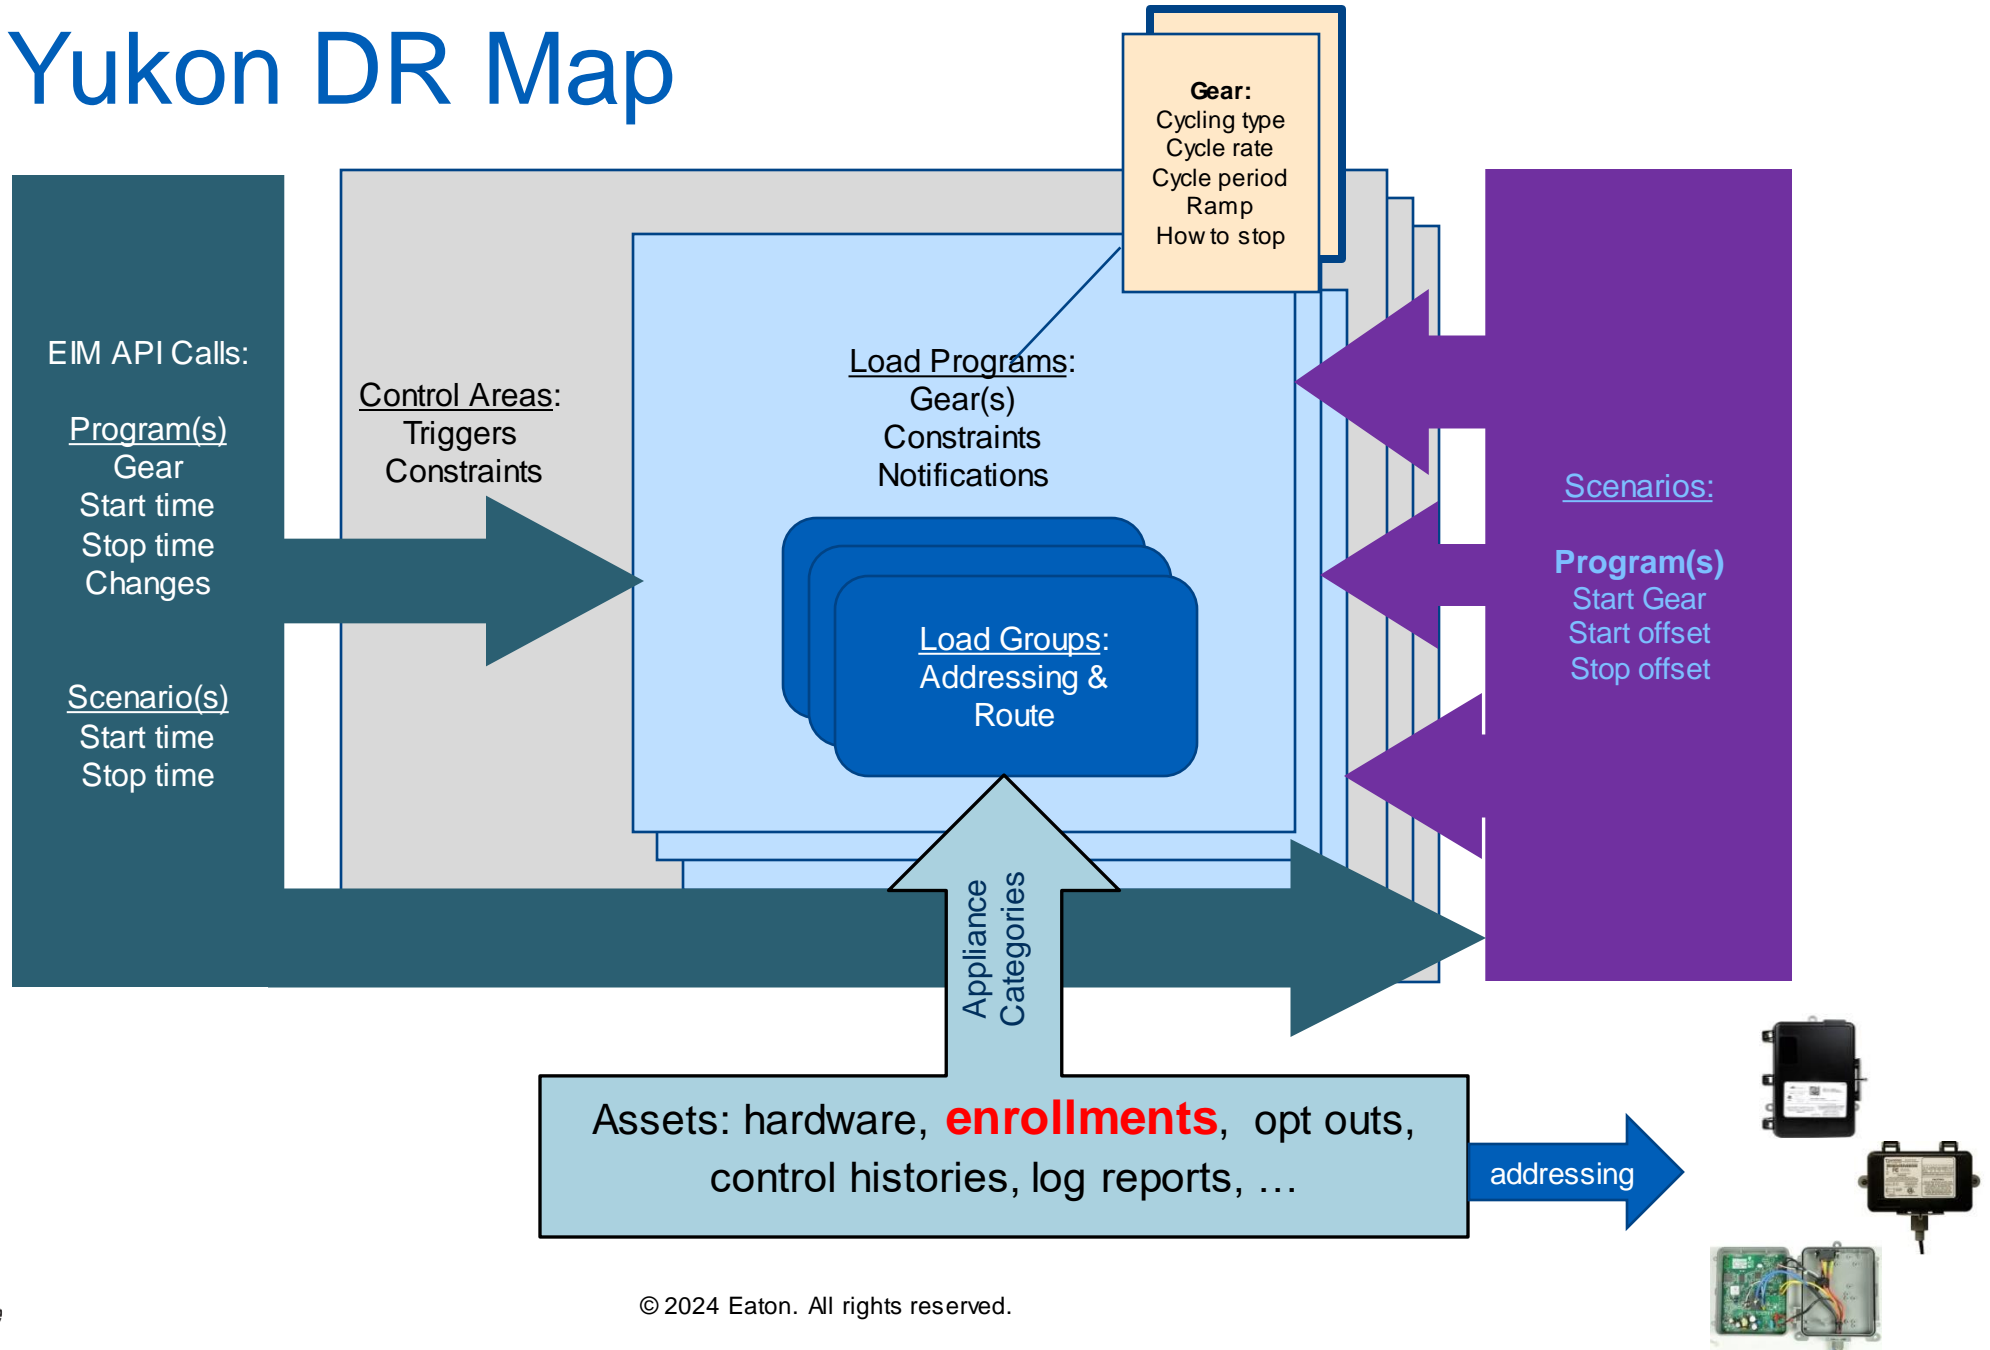 Yukon DR Map
Gear:
Cycling type
Cycle rate
Cycle period
Ramp
How to stop
EIM API Calls:
Program(s)
Gear
Start time
Stop time
Changes
Scenario(s)
Start time
Stop time
Control Areas:
Triggers
Constraints
Load Programs:
Gear(s)
Constraints
Notifications
Load Groups:
Addressing &
Route
Scenarios:
Program(s)
Start Gear
Start offset
Stop offset
Appliance
Categories
Assets: hardware, enrollments, opt outs,
control histories, log reports, …
addressing
© 2024 Eaton. All rights reserved.